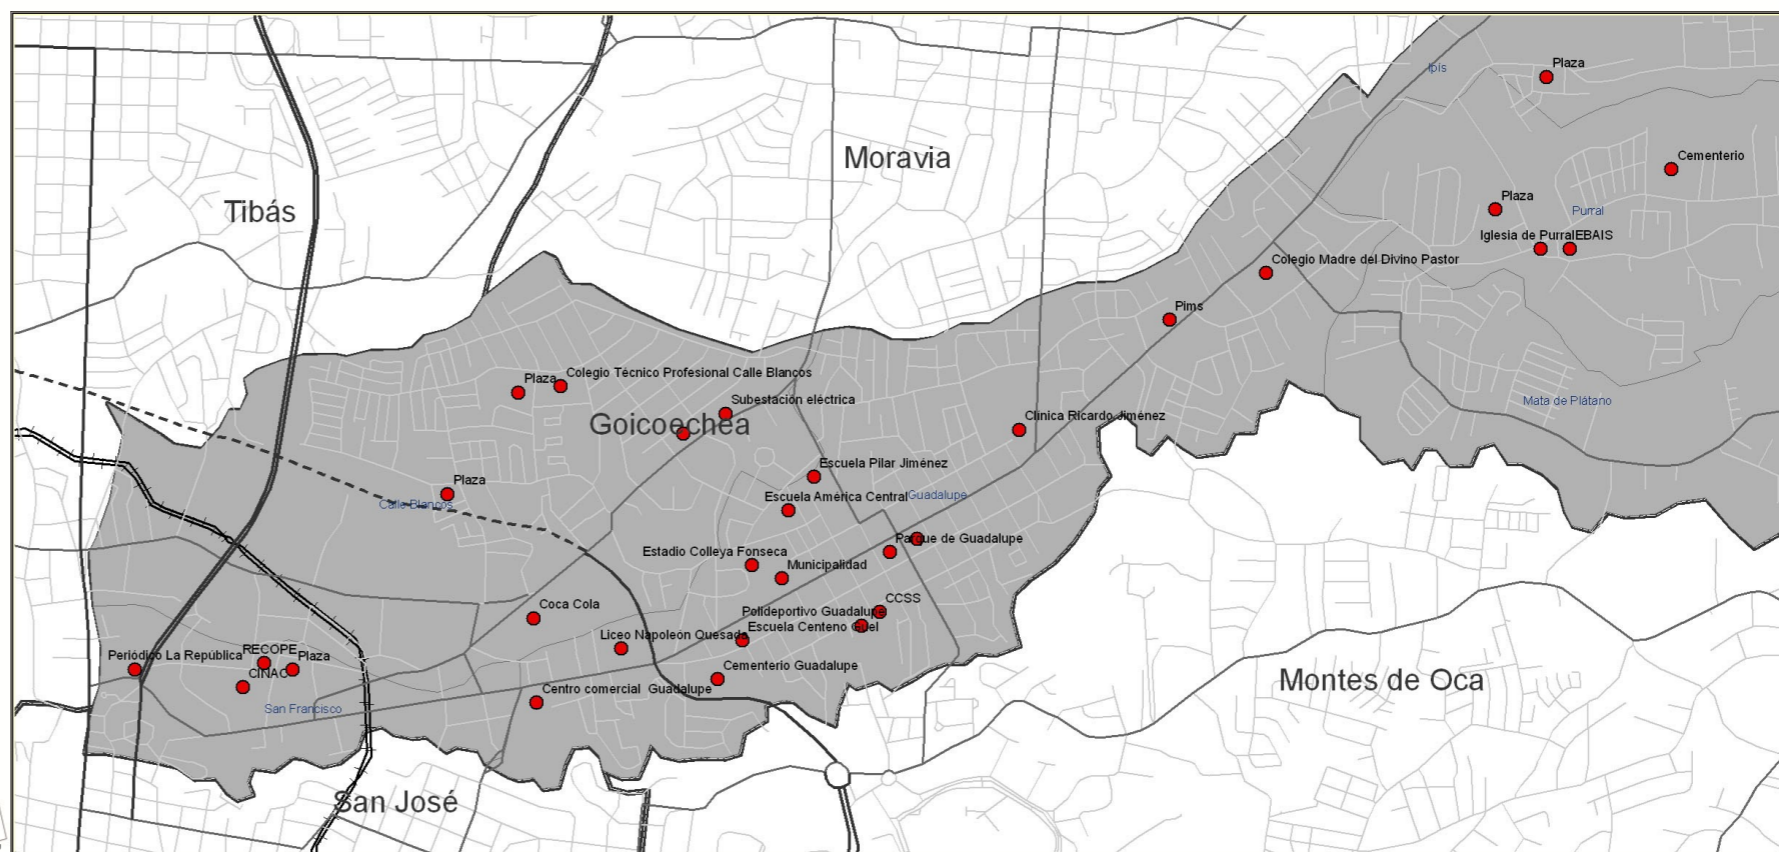 Plaza
Ipís
Moravia
Cementerio
Tibás
Plaza
Purral
Iglesia de Purral
EBAIS
Colegio Madre del Divino Pastor
Pims
Colegio Técnico Profesional Calle Blancos
Plaza
Subestación eléctrica
Mata de Plátano
Goicoechea
Clínica Ricardo Jiménez
Escuela Pilar Jiménez
Plaza
Escuela América Central
Guadalupe
Calle Blancos
Parque de Guadalupe
Estadio Colleya Fonseca
Municipalidad
Coca Cola
CCSS
Polideportivo Guadalupe
Escuela Centeno Güel
Liceo Napoleón Quesada
RECOPE
Periódico La República
Plaza
Cementerio Guadalupe
CINAC
Montes de Oca
Centro comercial Guadalupe
San Francisco
San José